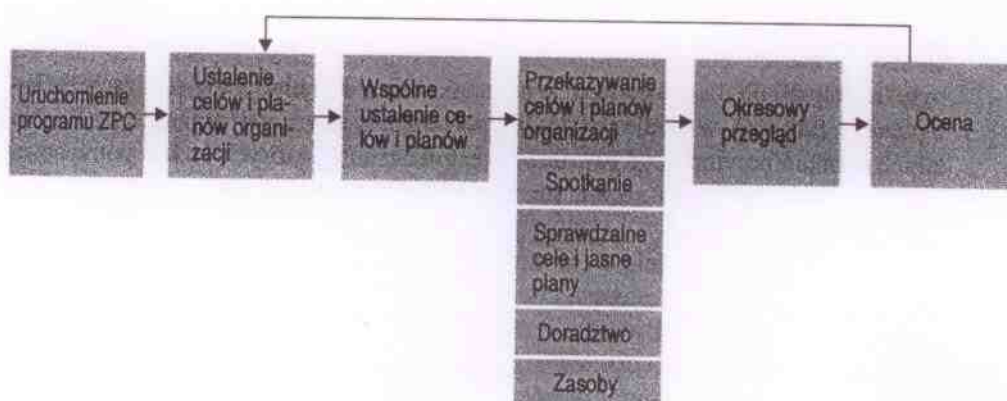 Uruchomienie
programu ZPC
Ustalenie
celów i pla-
nów organi-
zacji
Wspólne
ustalenie ce-
lów i planów
Przekazywanie
celów i planów
organizacji
Spotkanie
Sprawdzalne
cele i jasne
plany
Doradztwo
Zasoby
Okresowy
przegląd
Ocena